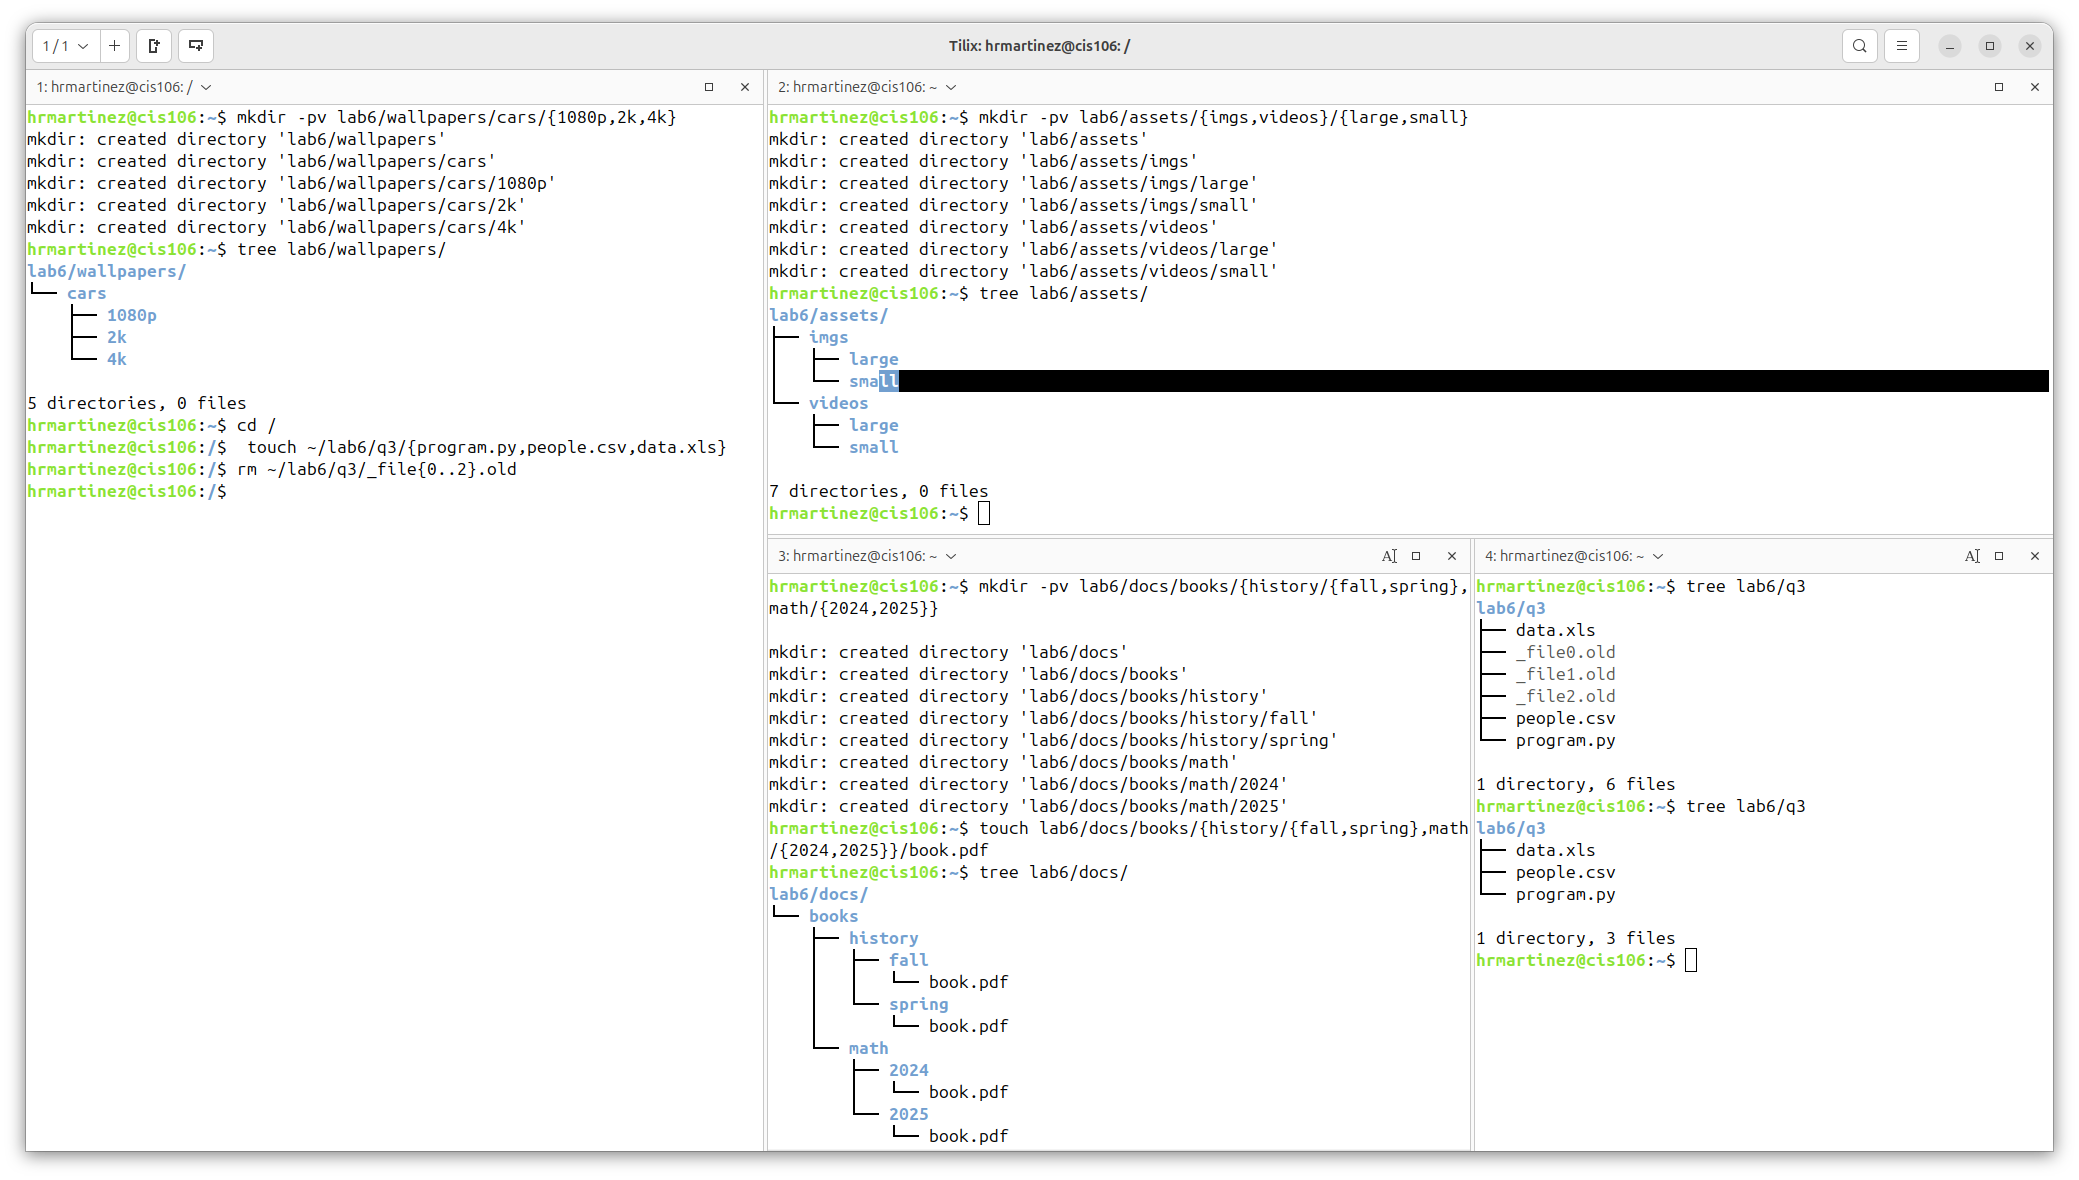 1 / 1
Tilix: hrmartinez@cis106: /
1: hrmartinez@cis106: /
hrmartinez@cis106:~$ mkdir -pv lab6/wallpapers/cars/{1080p,2k,4k}
mkdir: created directory 'lab6/wallpapers'
mkdir: created directory 'lab6/wallpapers/cars'
mkdir: created directory 'lab6/wallpapers/cars/1080p'
mkdir: created directory 'lab6/wallpapers/cars/2k'
mkdir: created directory 'lab6/wallpapers/cars/4k'
hrmartinez@cis106:~$ tree lab6/wallpapers/
lab6/wallpapers/
└── cars
    ├── 1080p
    ├── 2k
    └── 4k
5 directories, 0 files
hrmartinez@cis106:~$ cd /
hrmartinez@cis106:/$  touch ~/lab6/q3/{program.py,people.csv,data.xls}
hrmartinez@cis106:/$ rm ~/lab6/q3/_file{0..2}.old
hrmartinez@cis106:/$
2: hrmartinez@cis106: ~
hrmartinez@cis106:~$ mkdir -pv lab6/assets/{imgs,videos}/{large,small}
mkdir: created directory 'lab6/assets'
mkdir: created directory 'lab6/assets/imgs'
mkdir: created directory 'lab6/assets/imgs/large'
mkdir: created directory 'lab6/assets/imgs/small'
mkdir: created directory 'lab6/assets/videos'
mkdir: created directory 'lab6/assets/videos/large'
mkdir: created directory 'lab6/assets/videos/small'
hrmartinez@cis106:~$ tree lab6/assets/
lab6/assets/
├── imgs
│   ├── large
│   └── small
└── videos
    ├── large
    └── small
7 directories, 0 files
hrmartinez@cis106:~$
3: hrmartinez@cis106: ~
hrmartinez@cis106:~$ mkdir -pv lab6/docs/books/{history/{fall,spring},
math/{2024,2025}}
mkdir: created directory 'lab6/docs'
mkdir: created directory 'lab6/docs/books'
mkdir: created directory 'lab6/docs/books/history'
mkdir: created directory 'lab6/docs/books/history/fall'
mkdir: created directory 'lab6/docs/books/history/spring'
mkdir: created directory 'lab6/docs/books/math'
mkdir: created directory 'lab6/docs/books/math/2024'
mkdir: created directory 'lab6/docs/books/math/2025'
hrmartinez@cis106:~$ touch lab6/docs/books/{history/{fall,spring},math
/{2024,2025}}/book.pdf
hrmartinez@cis106:~$ tree lab6/docs/
lab6/docs/
└── books
    ├── history
    │   ├── fall
    │   │   └── book.pdf
    │   └── spring
    │       └── book.pdf
    └── math
        ├── 2024
        │   └── book.pdf
        └── 2025
            └── book.pdf
4: hrmartinez@cis106: ~
hrmartinez@cis106:~$ tree lab6/q3
lab6/q3
├── data.xls
├── _file0.old
├── _file1.old
├── _file2.old
├── people.csv
└── program.py
1 directory, 6 files
hrmartinez@cis106:~$ tree lab6/q3
lab6/q3
├── data.xls
├── people.csv
└── program.py
1 directory, 3 files
hrmartinez@cis106:~$